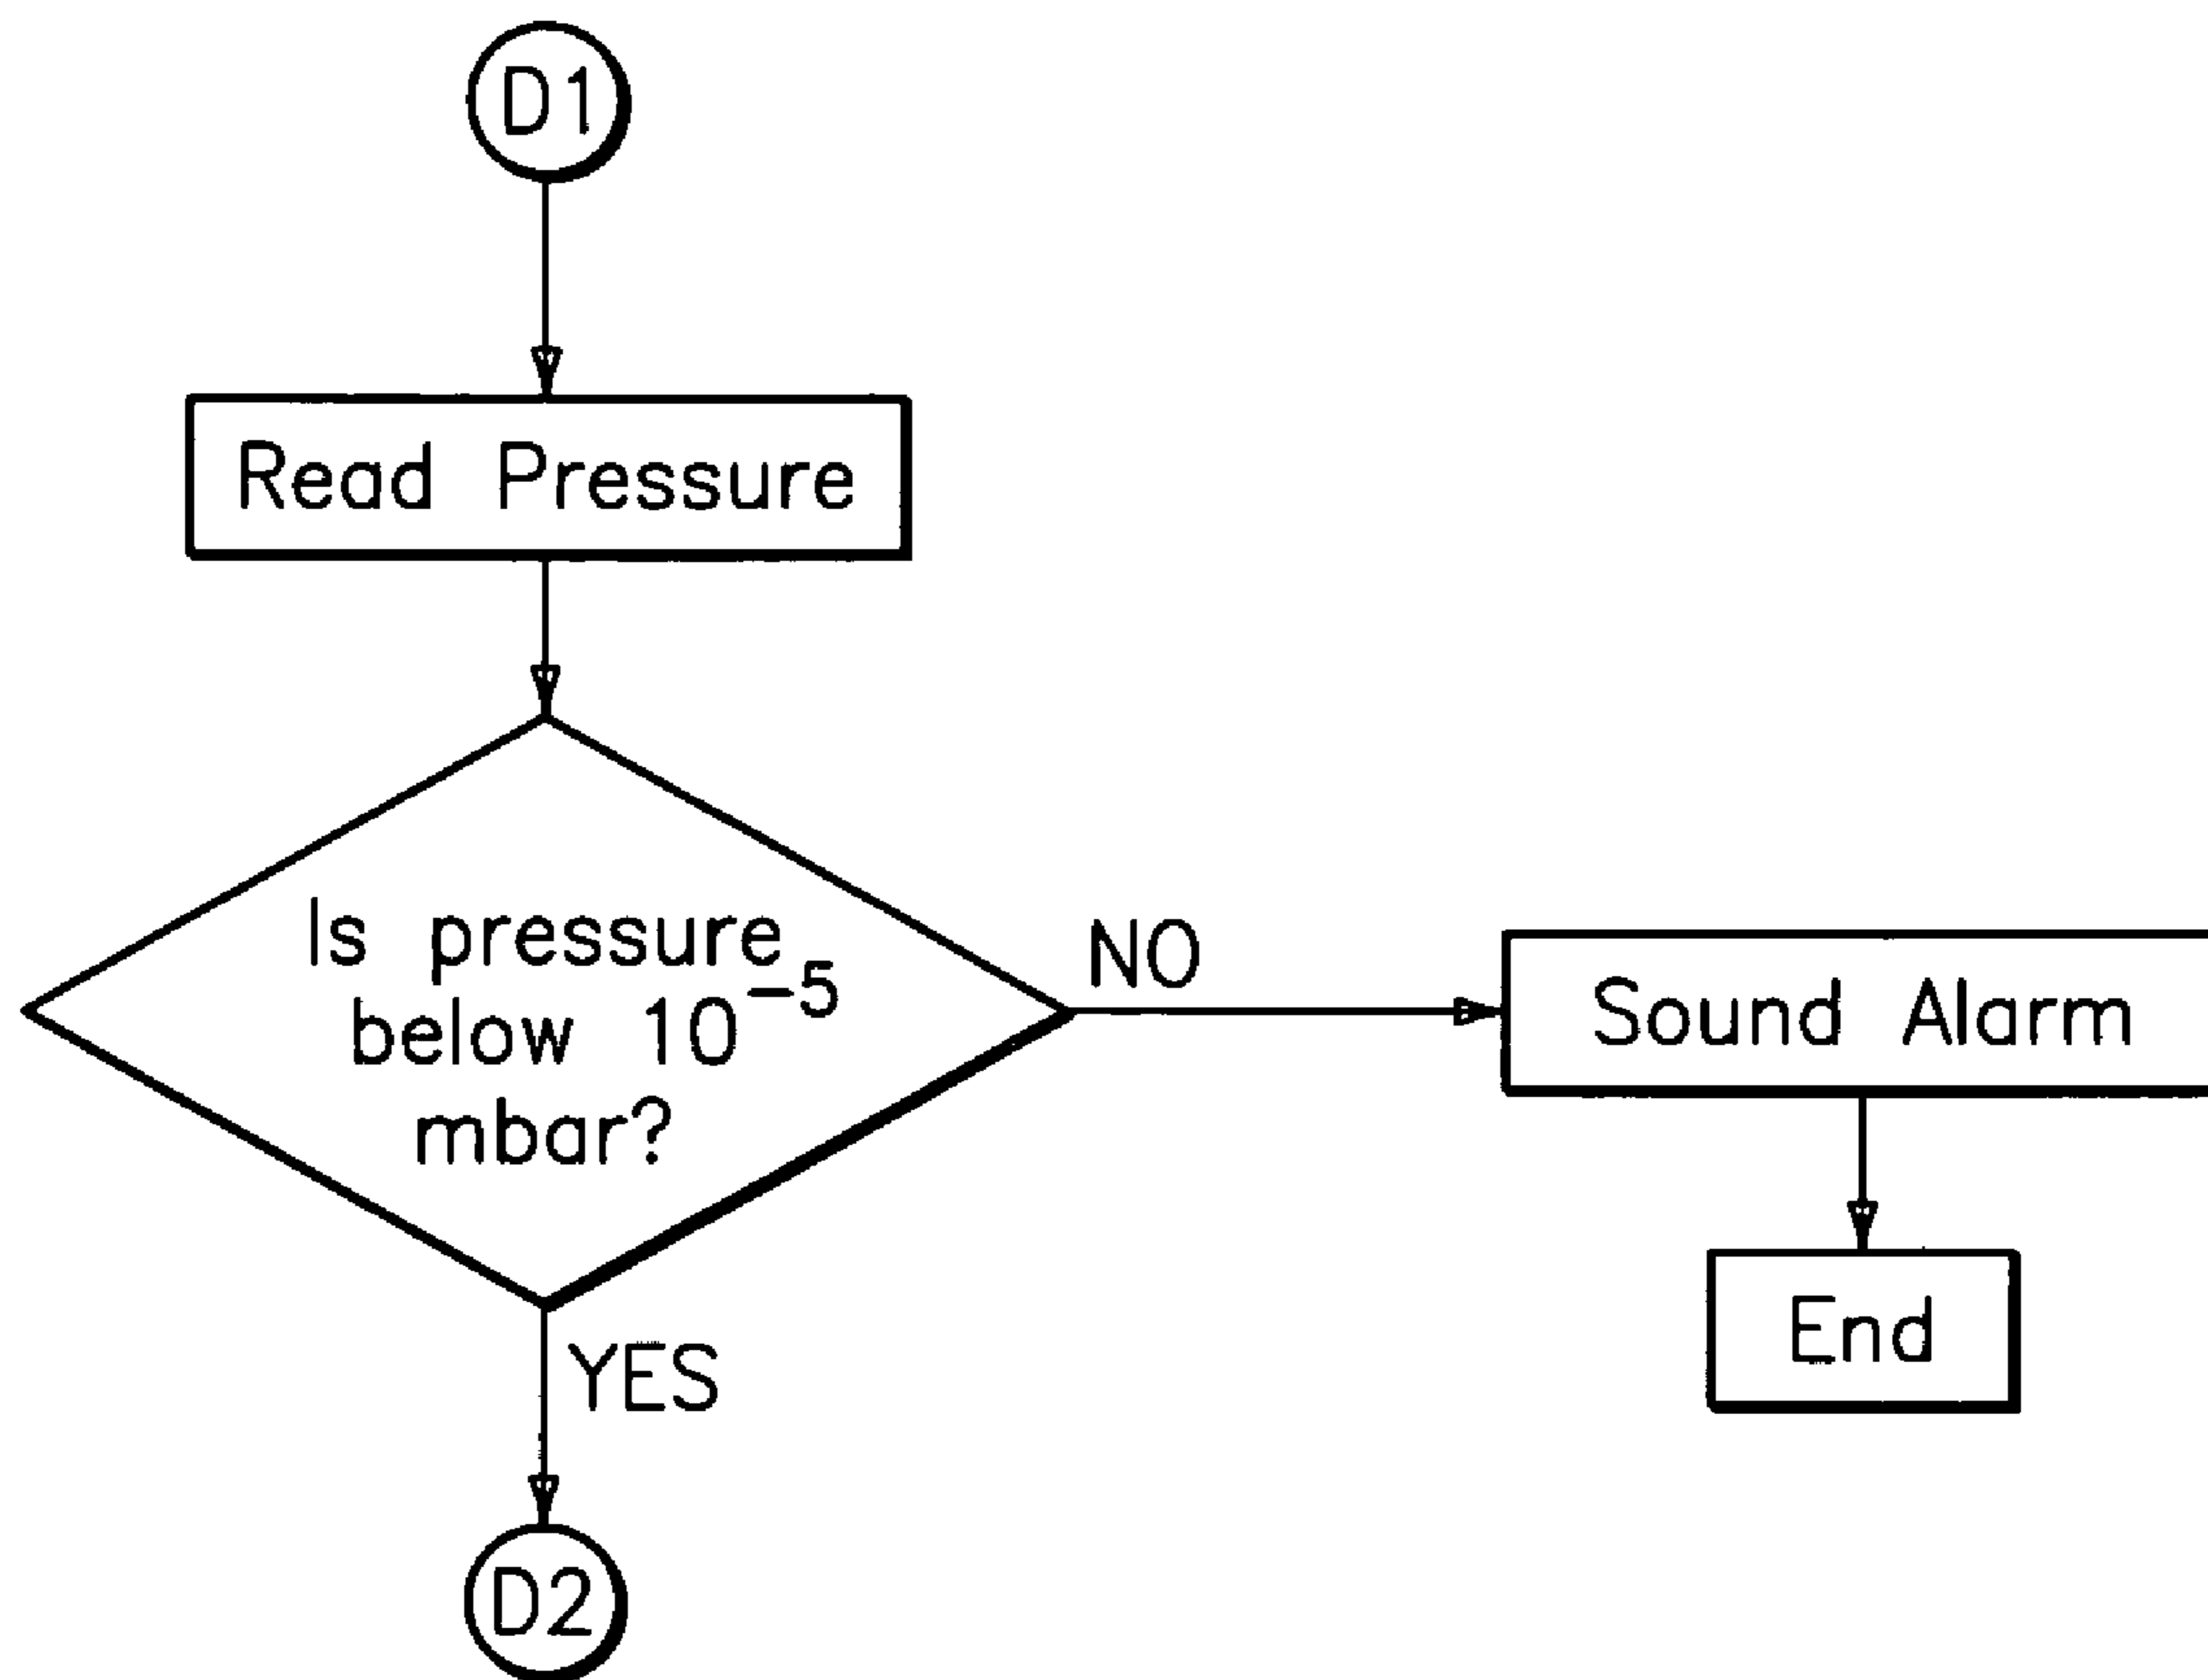 D1
Read Pressure
Is pressure
below 10⁻⁵
mbar?
NO
Sound Alarm
End
YES
D2